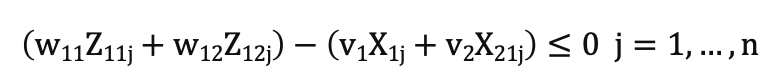 (w₁₁Z₁₁ⱼ + w₁₂Z₁₂ⱼ) − (v₁X₁ⱼ + v₂X₂₁ⱼ) ≤ 0 j = 1, … , n